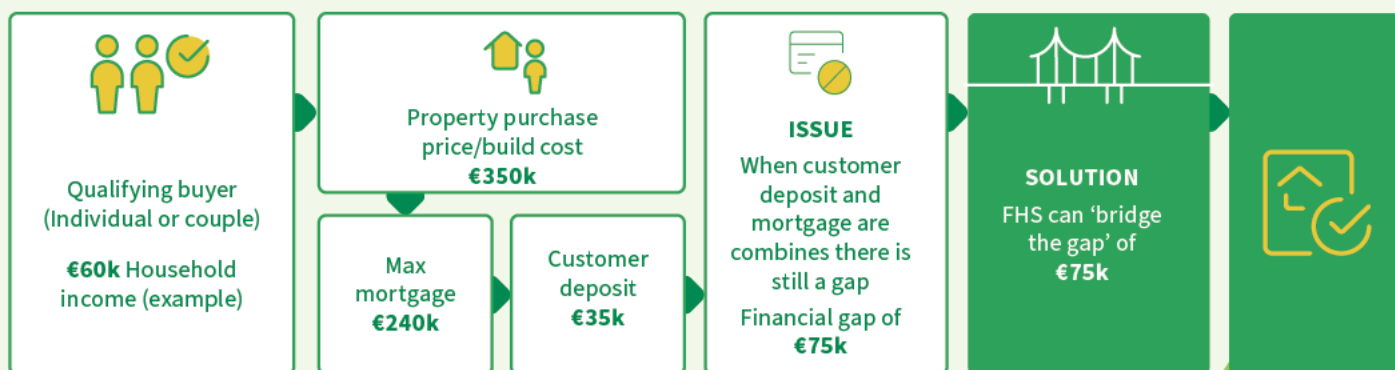 Qualifying buyer
(Individual or couple)
€60k Household
income (example)
Property purchase
price/build cost
€350k
Max
mortgage
€240k
Customer
deposit
€35k
ISSUE
When customer
deposit and
mortgage are
combines there is
still a gap
Financial gap of
€75k
SOLUTION
FHS can ‘bridge
the gap’ of
€75k